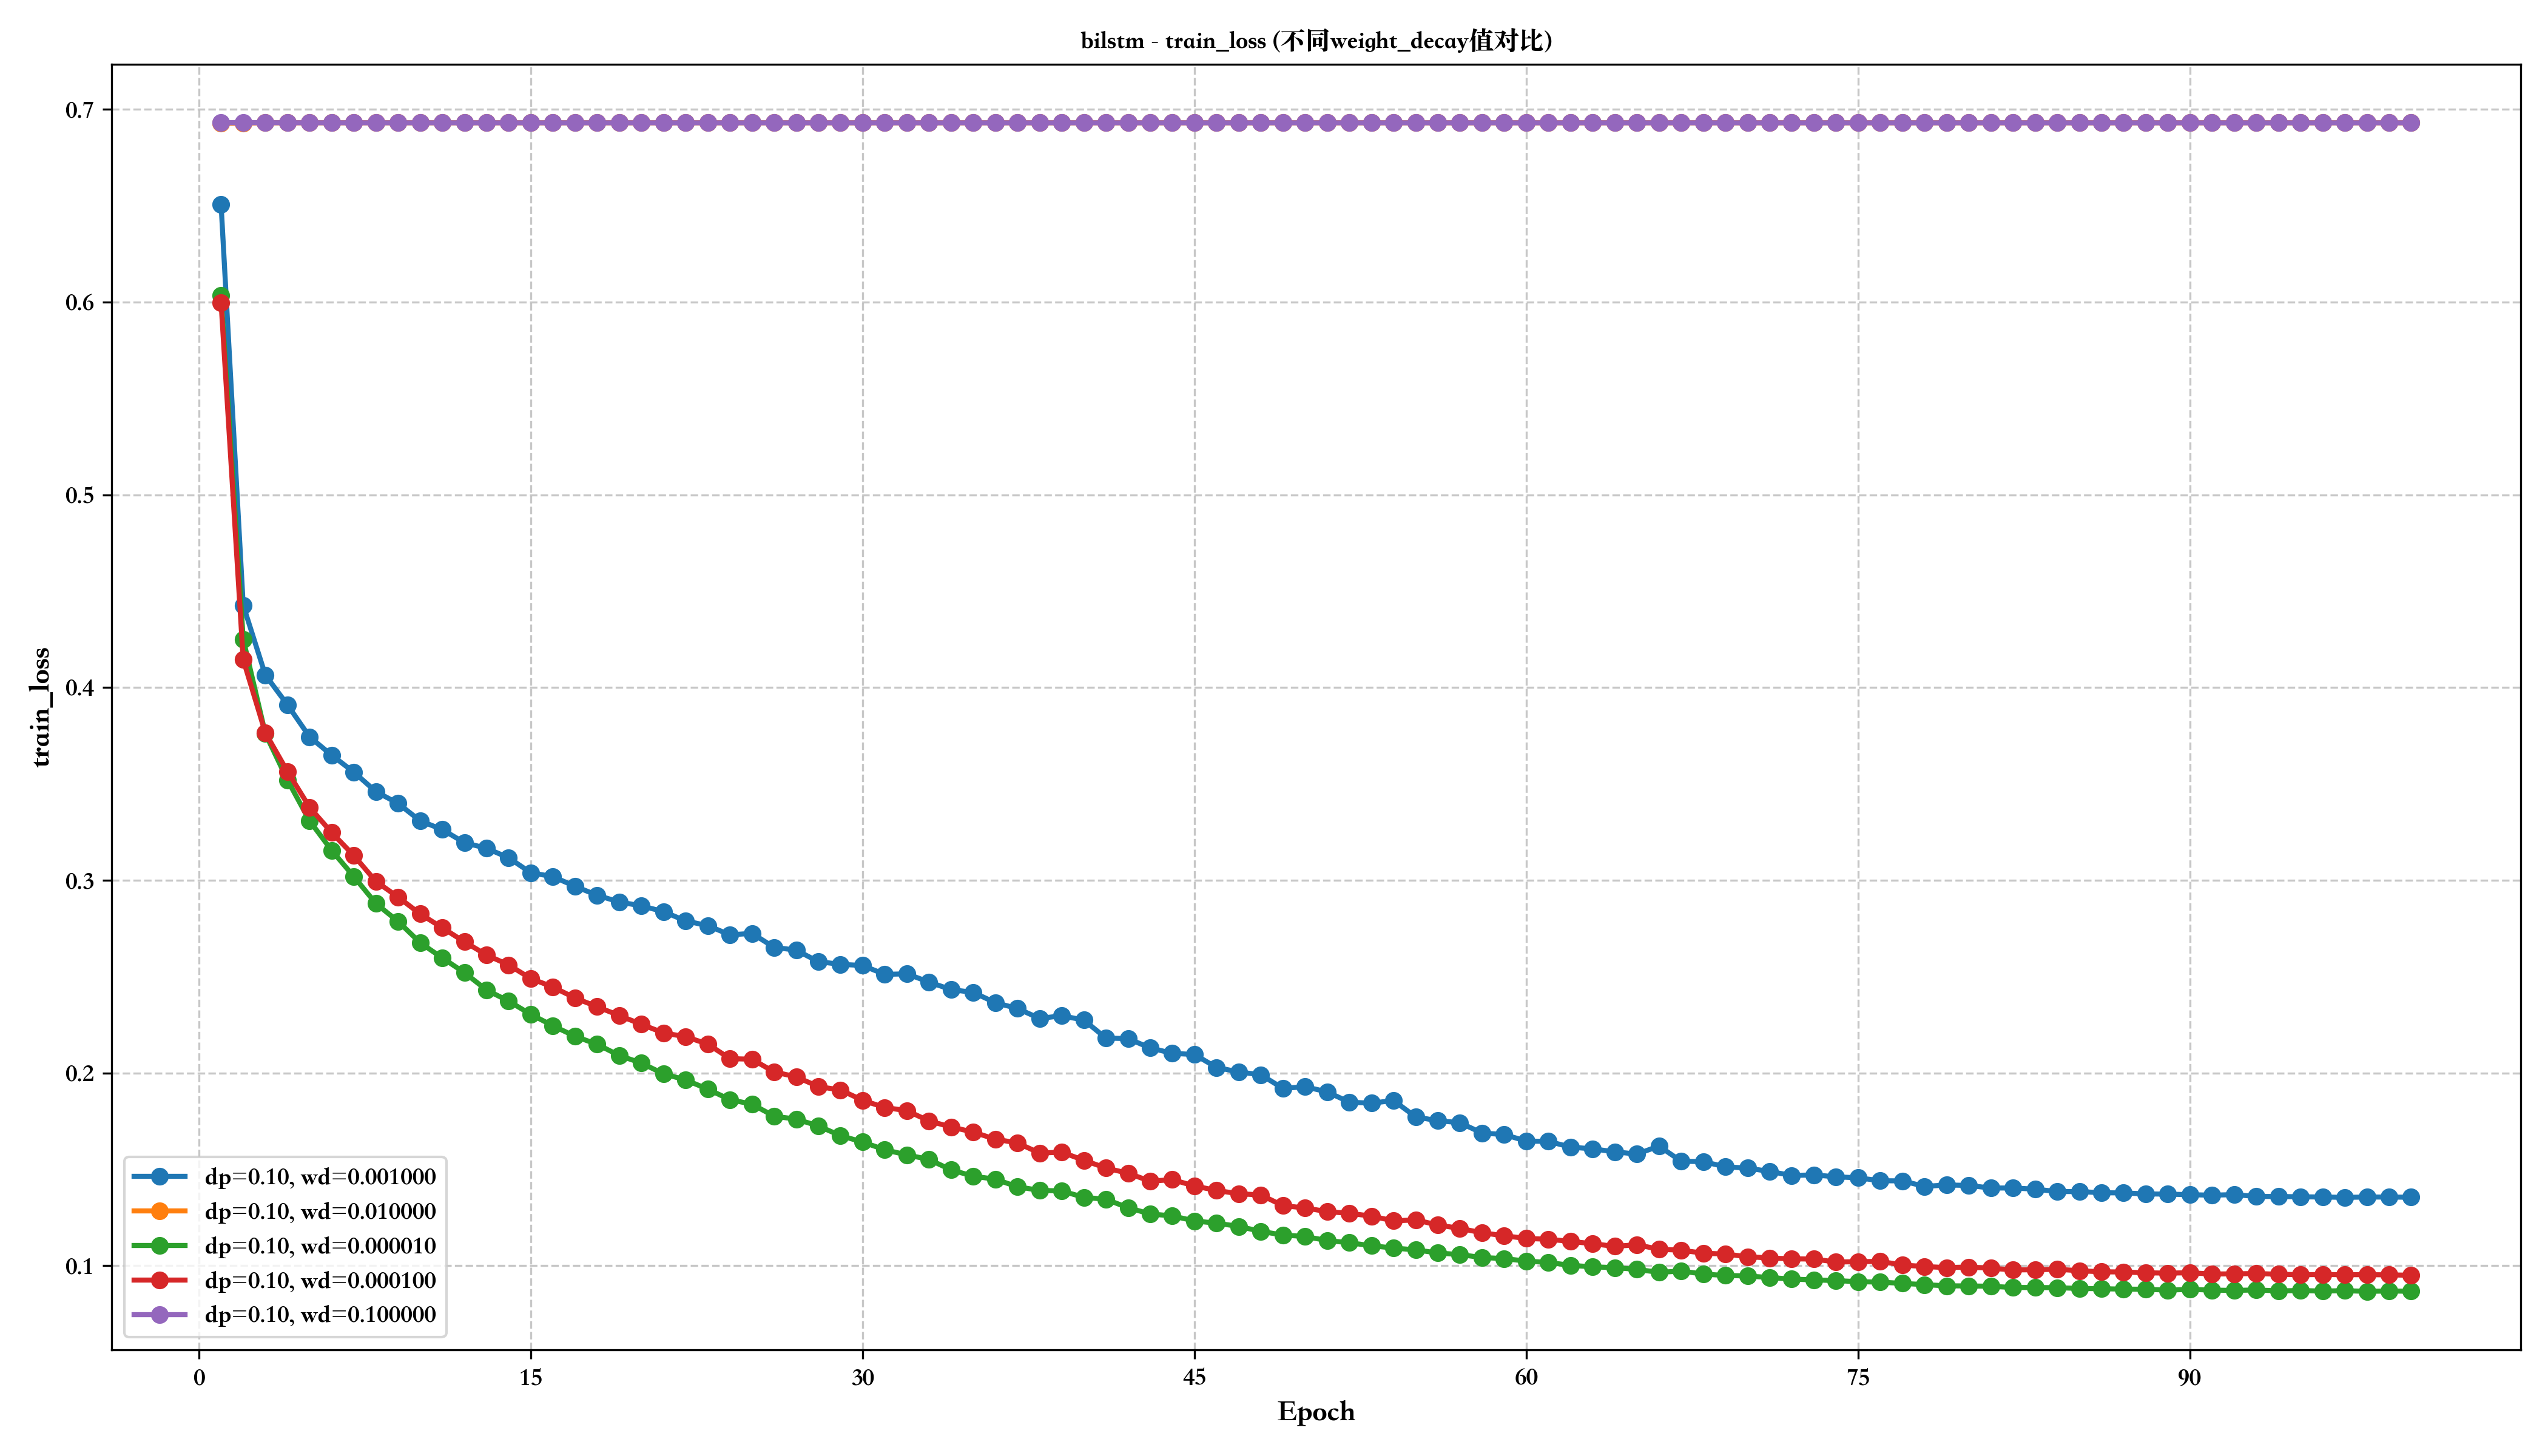 bilstm - train_loss (不同weight_decay值对比)
0.7
0.6
0.5
0.4
0.3
0.2
0.1
train_loss
dp=0.10, wd=0.001000
dp=0.10, wd=0.010000
dp=0.10, wd=0.000010
dp=0.10, wd=0.000100
dp=0.10, wd=0.100000
0 15 30 45 60 75 90
Epoch